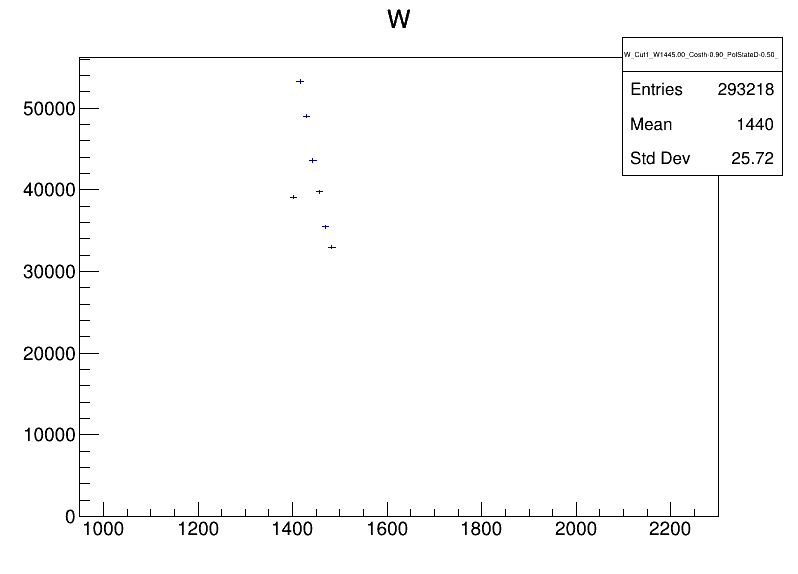 W
W_Cut1_W1445.00_Costh-0.90_PolStateD-0.50_
Entries 293218
Mean 1440
Std Dev 25.72
50000
40000
30000
20000
10000
0
1000 1200 1400 1600 1800 2000 2200